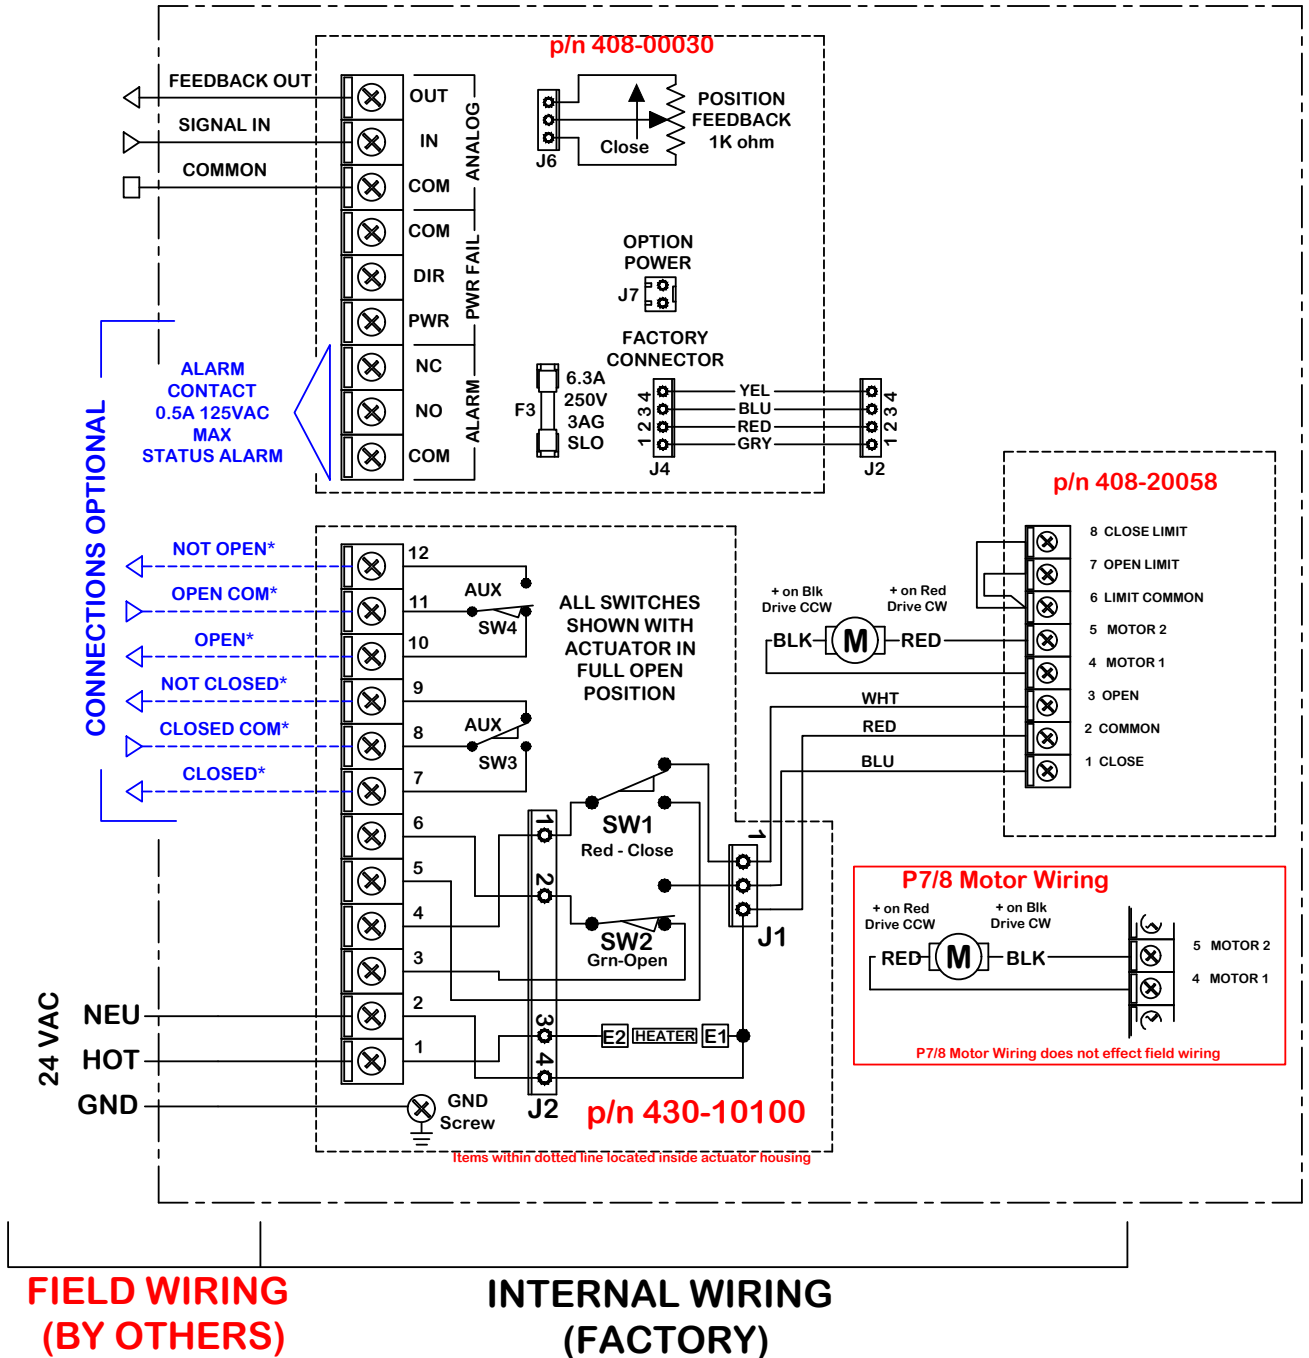 p/n 408-00030
FEEDBACK OUT
SIGNAL IN
COMMON
OUT
IN
COM
ANALOG
COM
DIR
PWR
PWR FAIL
NC
NO
COM
ALARM
J6
Close
POSITION
FEEDBACK
1K ohm
OPTION
POWER
J7
FACTORY
CONNECTOR
F3
6.3A
250V
3AG
SLO
1 2 3 4
J4
YEL
BLU
RED
GRY
1 2 3 4
J2
CONNECTIONS OPTIONAL
ALARM
CONTACT
0.5A 125VAC
MAX
STATUS ALARM
NOT OPEN*
OPEN COM*
OPEN*
NOT CLOSED*
CLOSED COM*
CLOSED*
12
11
10
9
8
7
6
5
4
3
2
1
AUX
SW4
AUX
SW3
ALL SWITCHES
SHOWN WITH
ACTUATOR IN
FULL OPEN
POSITION
SW1
Red - Close
SW2
Grn-Open
1
2
3
4
J2
1
J1
E2
HEATER
E1
24 VAC
NEU
HOT
GND
GND
Screw
p/n 430-10100
Items within dotted line located inside actuator housing
p/n 408-20058
8 CLOSE LIMIT
7 OPEN LIMIT
6 LIMIT COMMON
5 MOTOR 2
4 MOTOR 1
3 OPEN
2 COMMON
1 CLOSE
+ on Blk
Drive CCW
+ on Red
Drive CW
BLK
M
RED
WHT
RED
BLU
P7/8 Motor Wiring
+ on Red
Drive CCW
+ on Blk
Drive CW
RED
M
BLK
5 MOTOR 2
4 MOTOR 1
P7/8 Motor Wiring does not effect field wiring
FIELD WIRING
(BY OTHERS)
INTERNAL WIRING
(FACTORY)